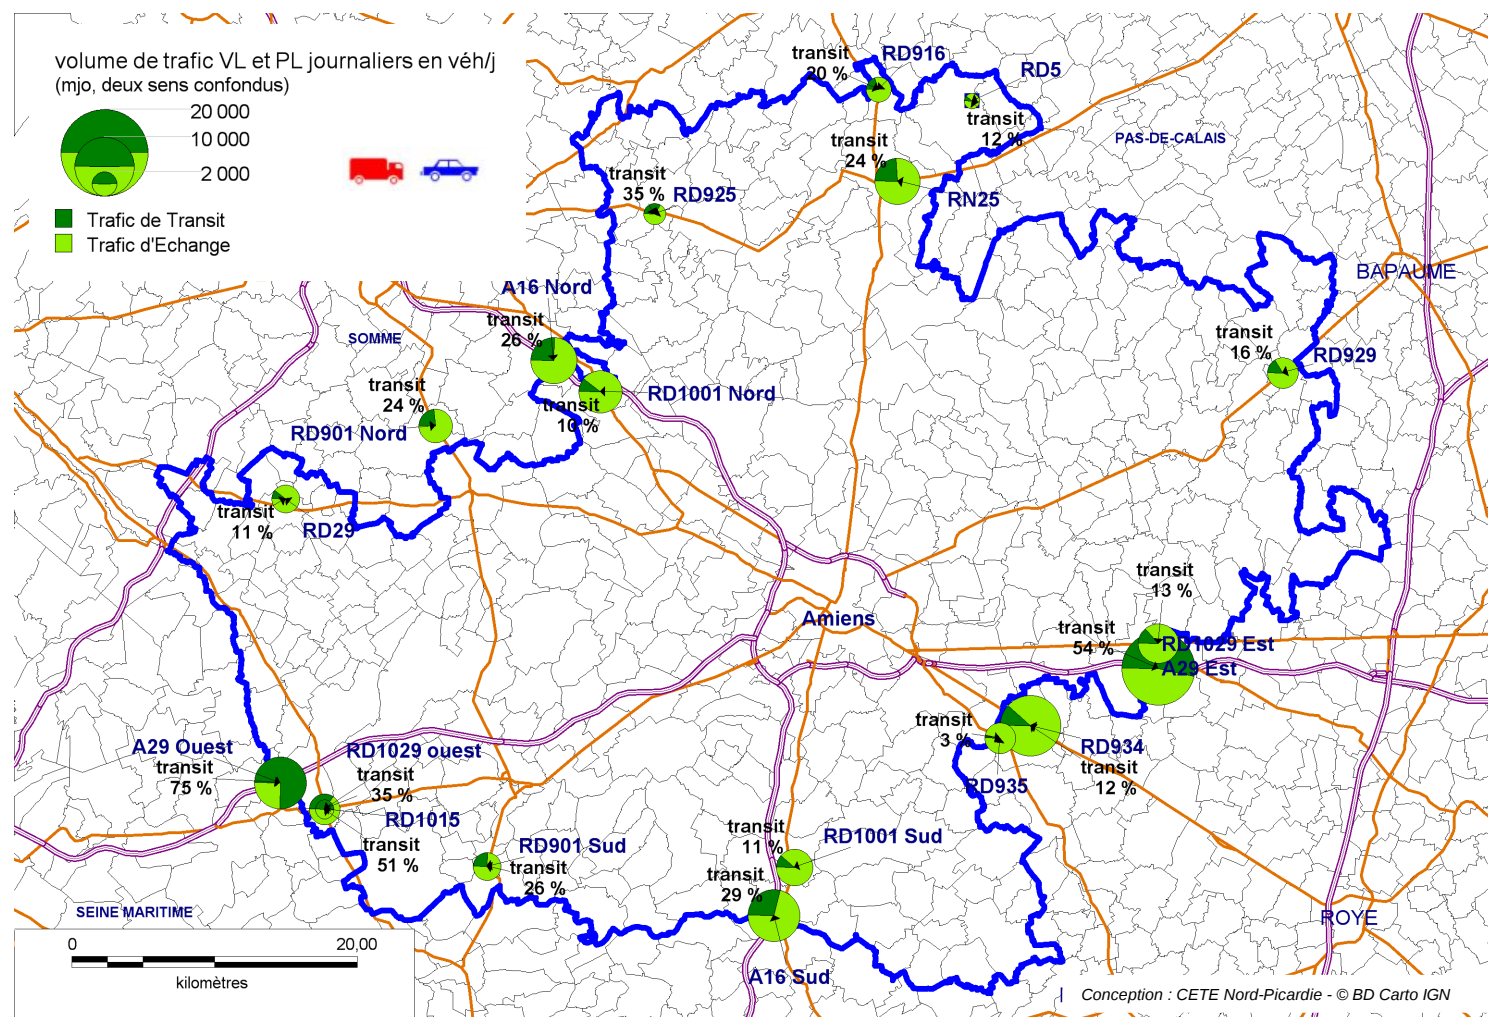 volume de trafic VL et PL journaliers en véh/j
(mjo, deux sens confondus)
20 000
10 000
2 000
Trafic de Transit
Trafic d'Echange
transit
20 %
RD916
RD5
transit
12 %
PAS-DE-CALAIS
transit
24 %
RN25
transit
35 %
RD925
BAPAUME
A16 Nord
transit
26 %
SOMME
transit
16 %
RD929
RD1001 Nord
transit
10 %
transit
24 %
RD901 Nord
transit
11 %
RD29
transit
13 %
Amiens
transit
54 %
RD1029 Est
A29 Est
transit
3 %
RD934
transit
12 %
RD935
A29 Ouest
transit
75 %
RD1029 ouest
transit
35 %
RD1015
transit
51 %
RD901 Sud
transit
26 %
transit
11 %
RD1001 Sud
transit
29 %
A16 Sud
SEINE MARITIME
ROYE
0
20,00
kilomètres
Conception : CETE Nord-Picardie - © BD Carto IGN